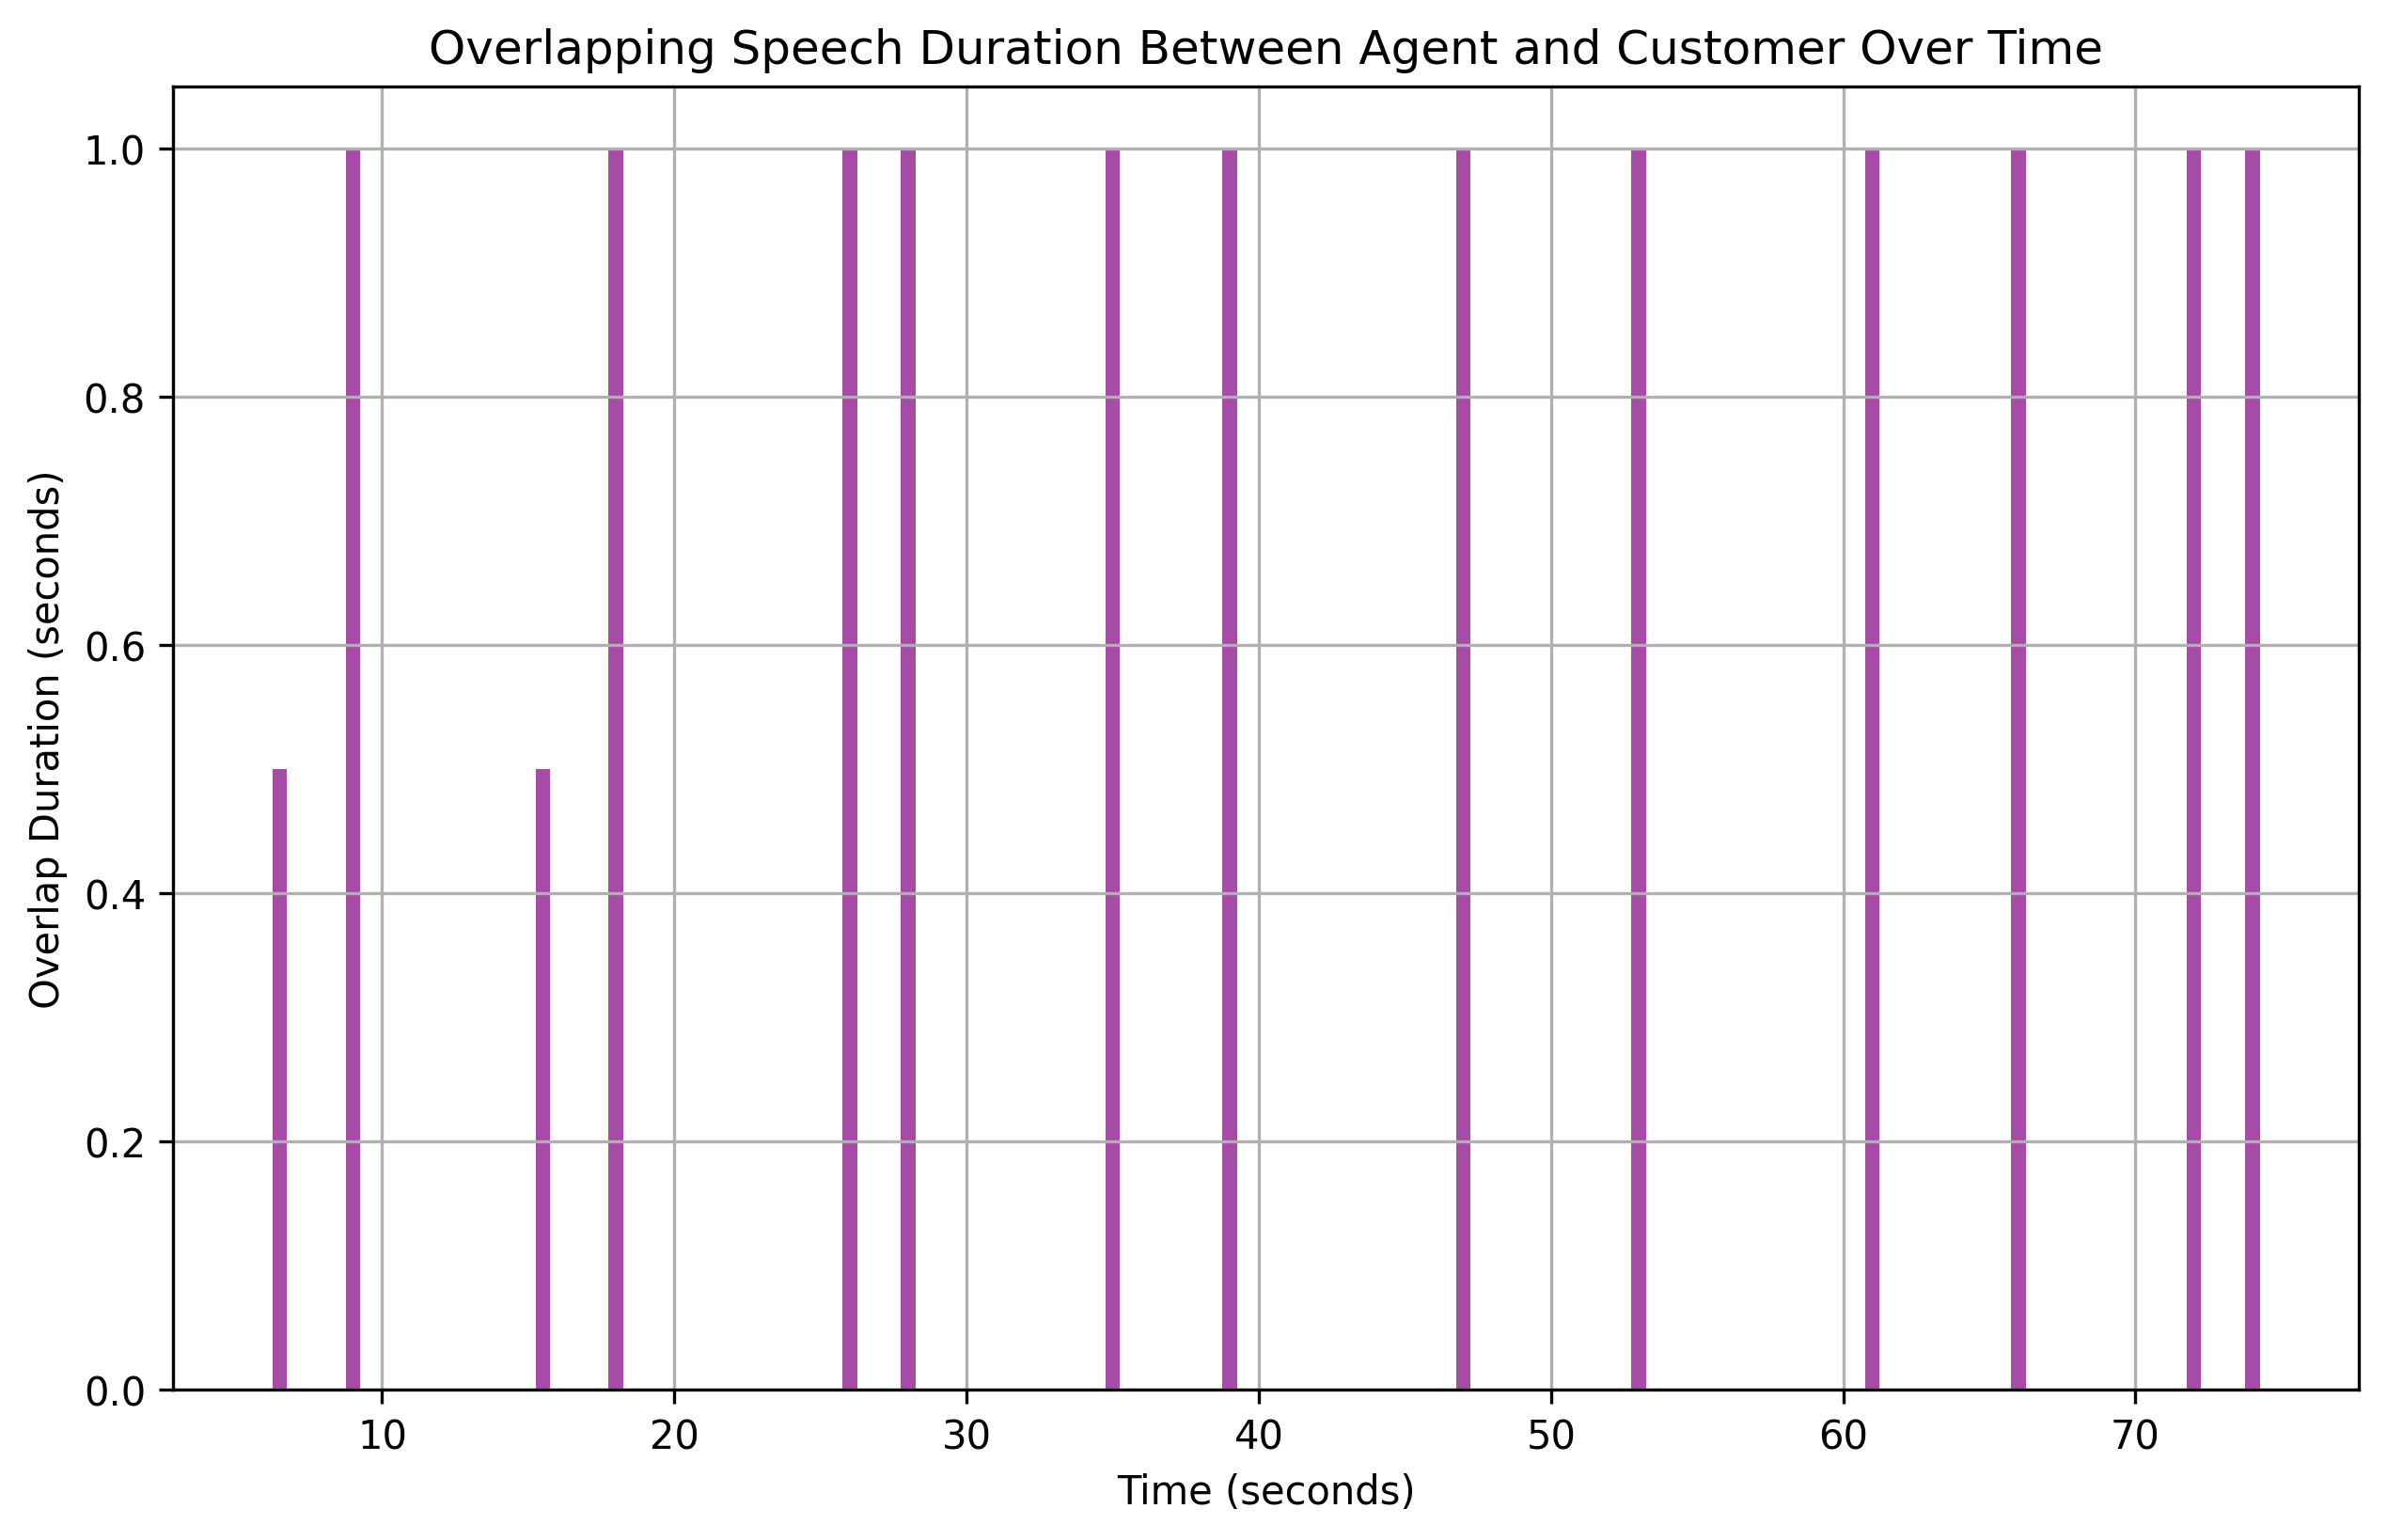 Overlapping Speech Duration Between Agent and Customer Over Time
Overlap Duration (seconds)
1.0
0.8
0.6
0.4
0.2
0.0
10 20 30 40 50 60 70
Time (seconds)